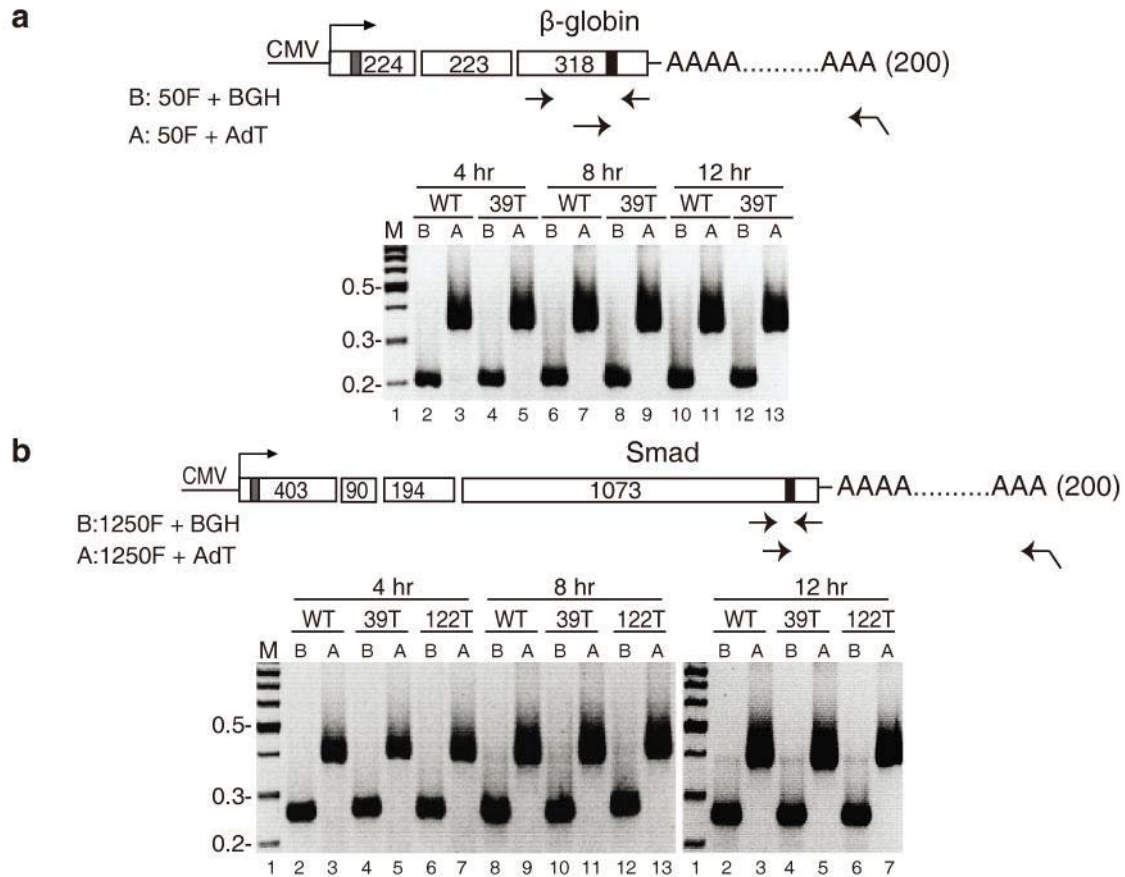 a
β-globin
CMV
224 223 318 AAAA..........AAA (200)
B: 50F + BGH
A: 50F + AdT
4 hr 8 hr 12 hr
WT 39T WT 39T WT 39T
M B A B A B A B A B A B A
0.5-
0.3-
0.2-
1 2 3 4 5 6 7 8 9 10 11 12 13
b
Smad
CMV
403 90 194 1073 AAAA..........AAA (200)
B:1250F + BGH
A:1250F + AdT
4 hr 8 hr 12 hr
WT 39T 122T WT 39T 122T WT 39T 122T
M B A B A B A B A B A B A B A B A B A
0.5-
0.3-
0.2-
1 2 3 4 5 6 7 8 9 10 11 12 13 1 2 3 4 5 6 7